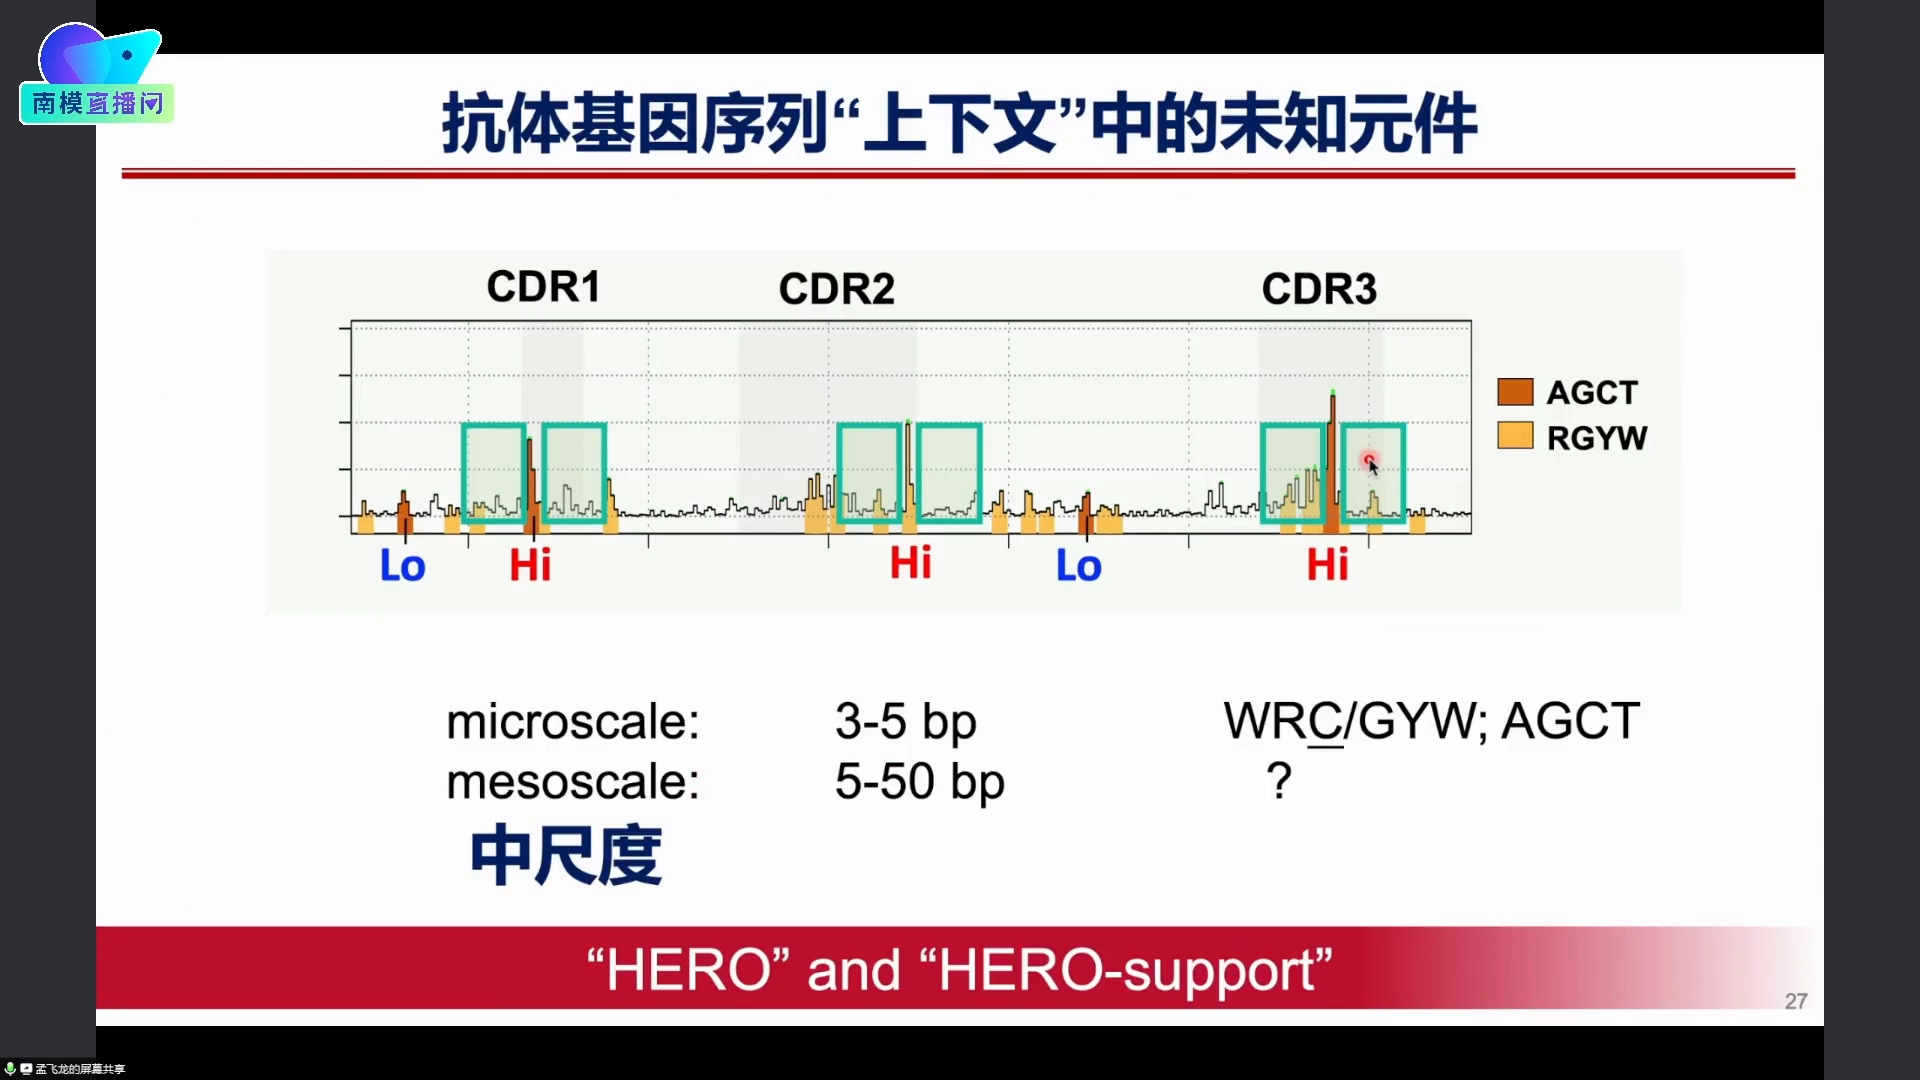 南模直播间
抗体基因序列“上下文”中的未知元件
CDR1 CDR2 CDR3
AGCT
RGYW
Lo Hi Hi Lo Hi
microscale: 3-5 bp WRC/GYW; AGCT
mesoscale: 5-50 bp ?
中尺度
“HERO” and “HERO-support”
27
孟飞龙的屏幕共享